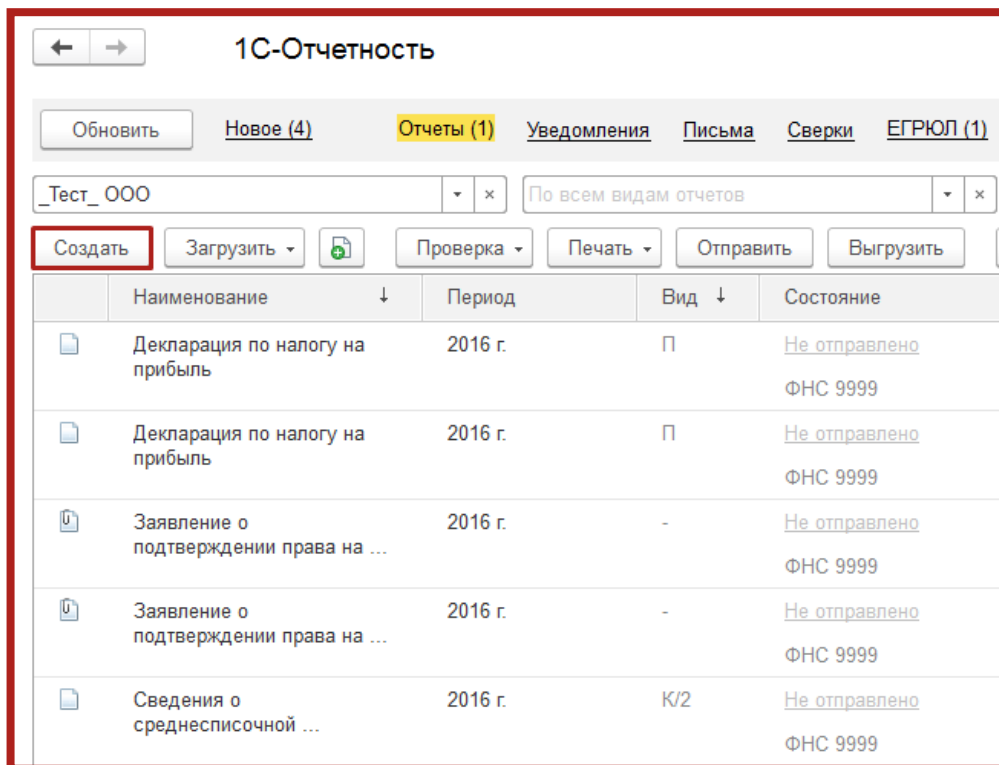 1С-Отчетность
Обновить Новое (4) Отчеты (1) Уведомления Письма Сверки ЕГРЮЛ (1)
_Тест_ ООО По всем видам отчетов
Создать Загрузить Проверка Печать Отправить Выгрузить
Наименование ↓ Период Вид ↓ Состояние
Декларация по налогу на 2016 г. П Не отправлено
прибыль
ФНС 9999
Декларация по налогу на 2016 г. П Не отправлено
прибыль
ФНС 9999
Заявление о 2016 г. - Не отправлено
подтверждении права на ...
ФНС 9999
Заявление о 2016 г. - Не отправлено
подтверждении права на ...
ФНС 9999
Сведения о 2016 г. К/2 Не отправлено
среднесписочной ...
ФНС 9999